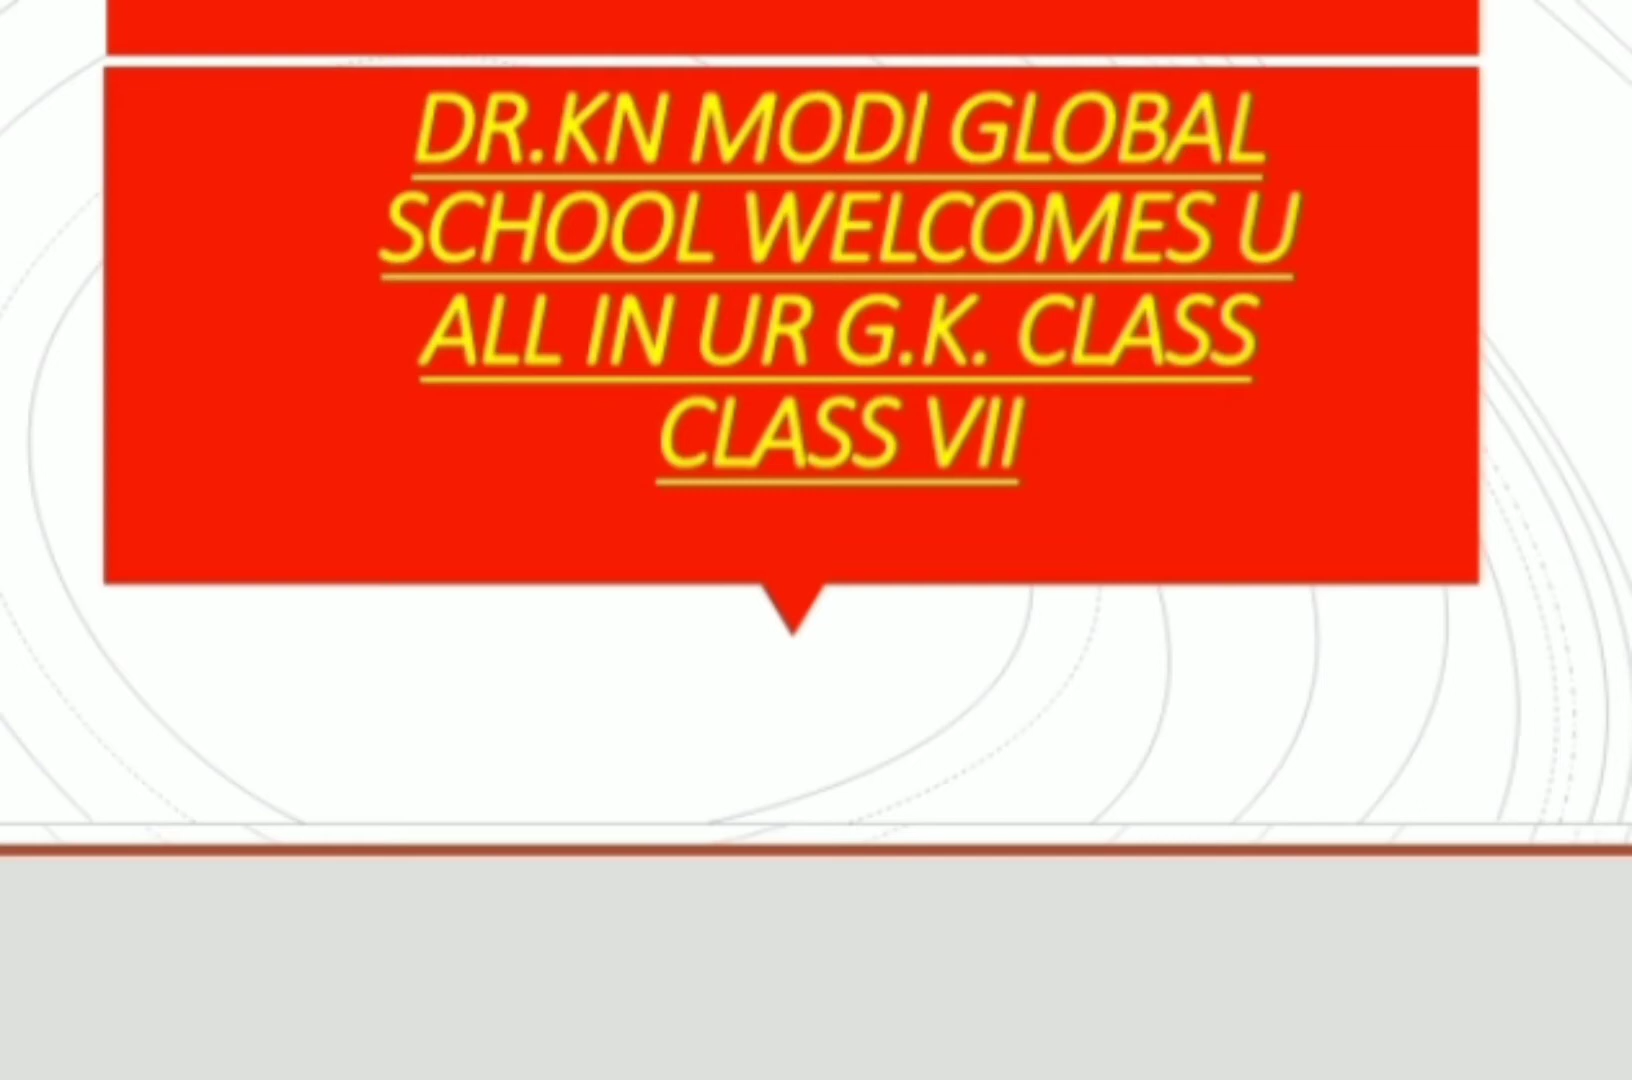 DR.KN MODI GLOBAL
SCHOOL WELCOMES U
ALL IN UR G.K. CLASS
CLASS VII